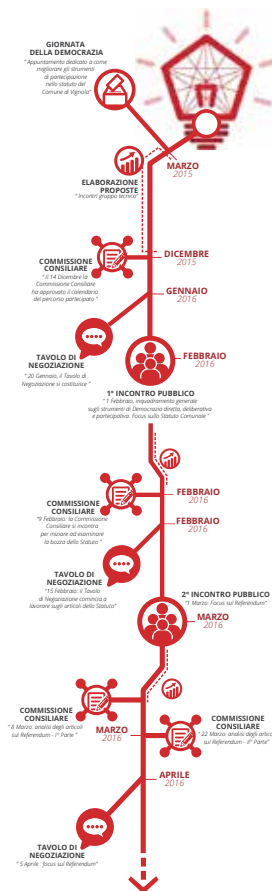 GIORNATA
DELLA DEMOCRAZIA
" Appuntamento dedicato a come
migliorare gli strumenti
di partecipazione
nello statuto del
Comune di Vignola"
MARZO
2015
ELABORAZIONE
PROPOSTE
" Incontri gruppo tecnico"
DICEMBRE
2015
COMMISSIONE
CONSILIARE
" Il 14 Dicembre la
Commissione Consiliare
ha approvato il calendario
del percorso partecipato "
GENNAIO
2016
TAVOLO DI
NEGOZIAZIONE
" 20 Gennaio, il Tavolo di
Negoziazione si costituisce "
FEBBRAIO
2016
1° INCONTRO PUBBLICO
" 1 Febbraio, inquadramento generale
sugli strumenti di Democrazia diretta, deliberativa
e partecipativa. Focus sullo Statuto Comunale "
FEBBRAIO
2016
COMMISSIONE
CONSILIARE
"9 Febbraio: la Commissione
Consiliare si incontra
per iniziare ad esaminare
la bozza dello Statuto"
FEBBRAIO
2016
TAVOLO DI
NEGOZIAZIONE
"15 Febbraio: il Tavolo
di Negoziazione comincia a
lavorare sugli articoli dello Statuto"
2° INCONTRO PUBBLICO
"1 Marzo: Focus sul Referendum"
MARZO
2016
COMMISSIONE
CONSILIARE
" 8 Marzo: analisi degli articoli
sul Referendum - I° Parte "
MARZO
2016
COMMISSIONE
CONSILIARE
" 22 Marzo: analisi degli artico
sul Referendum - II° Parte"
APRILE
2016
TAVOLO DI
NEGOZIAZIONE
" 5 Aprile : focus sul Referendum"